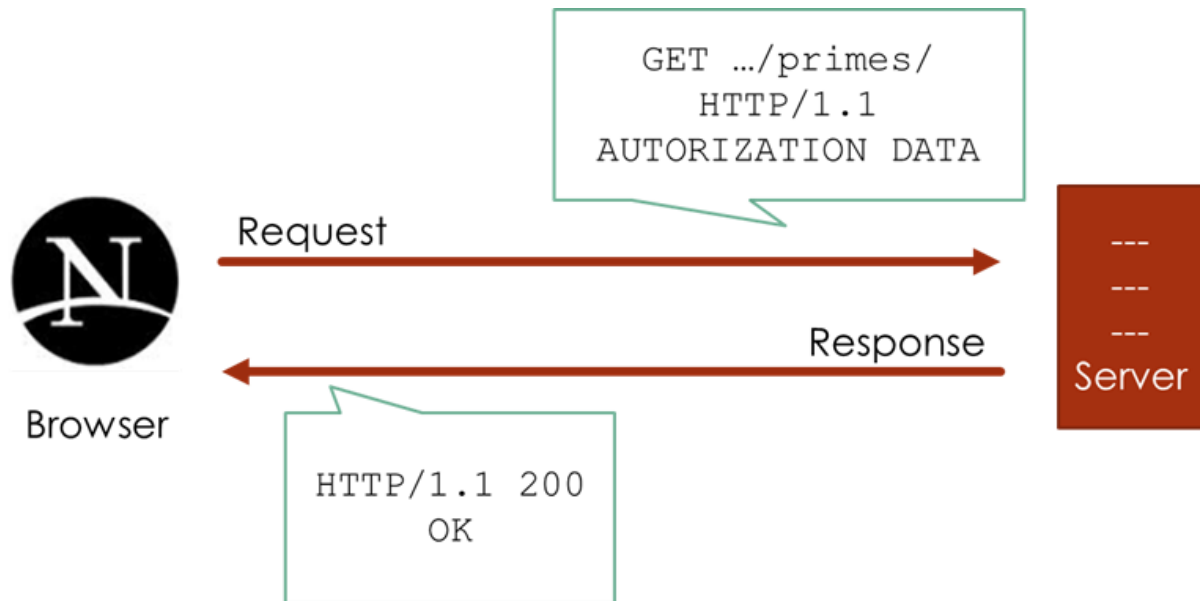 GET …/primes/
HTTP/1.1
AUTORIZATION DATA
Request
N
---
---
---
Response
Server
Browser
HTTP/1.1 200
OK